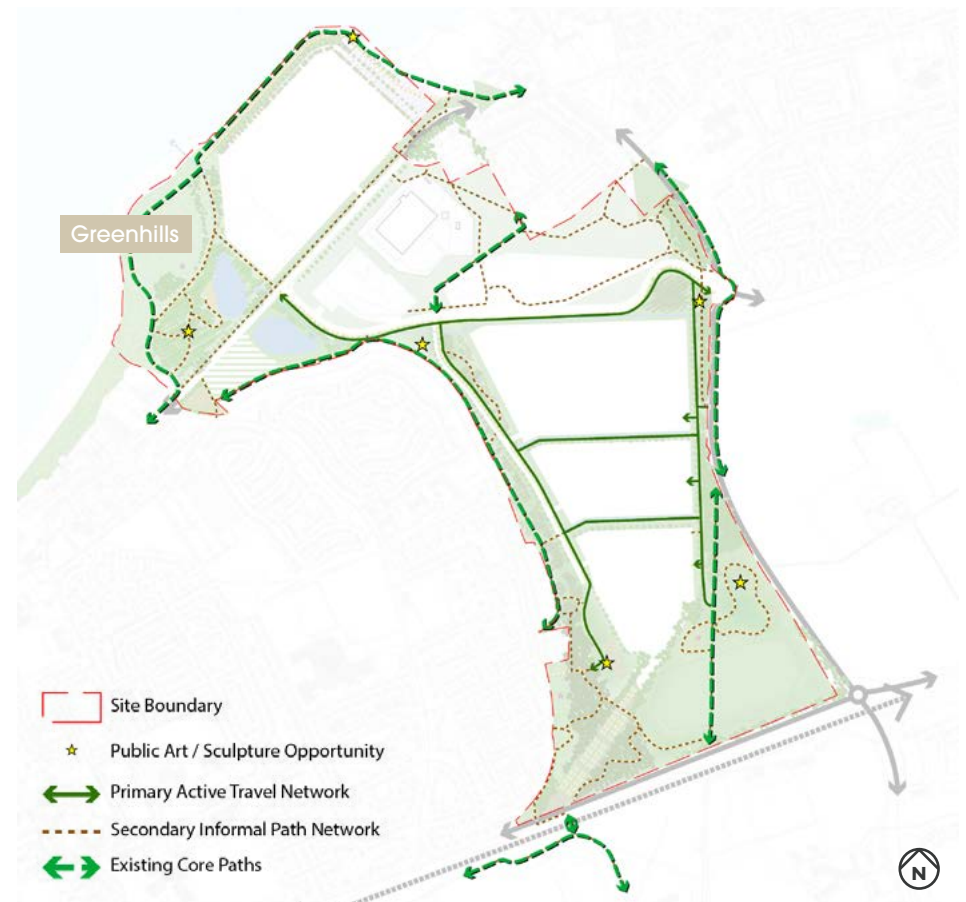 Greenhills
Site Boundary
Public Art / Sculpture Opportunity
Primary Active Travel Network
Secondary Informal Path Network
Existing Core Paths
N